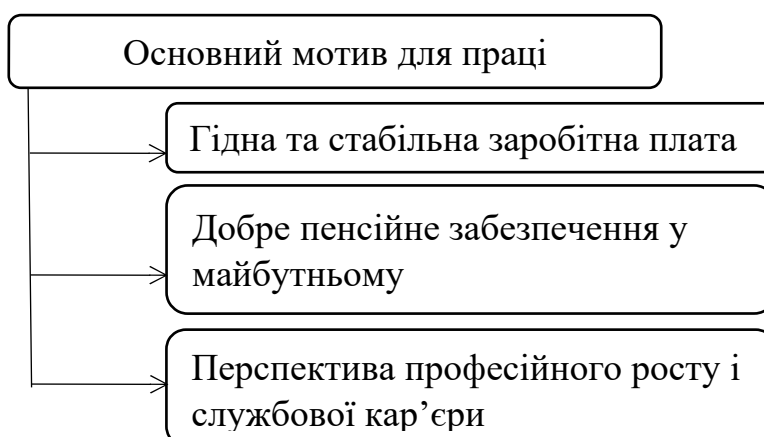 Основний мотив для праці
Гідна та стабільна заробітна плата
Добре пенсійне забезпечення у
майбутньому
Перспектива професійного росту і
службової кар’єри